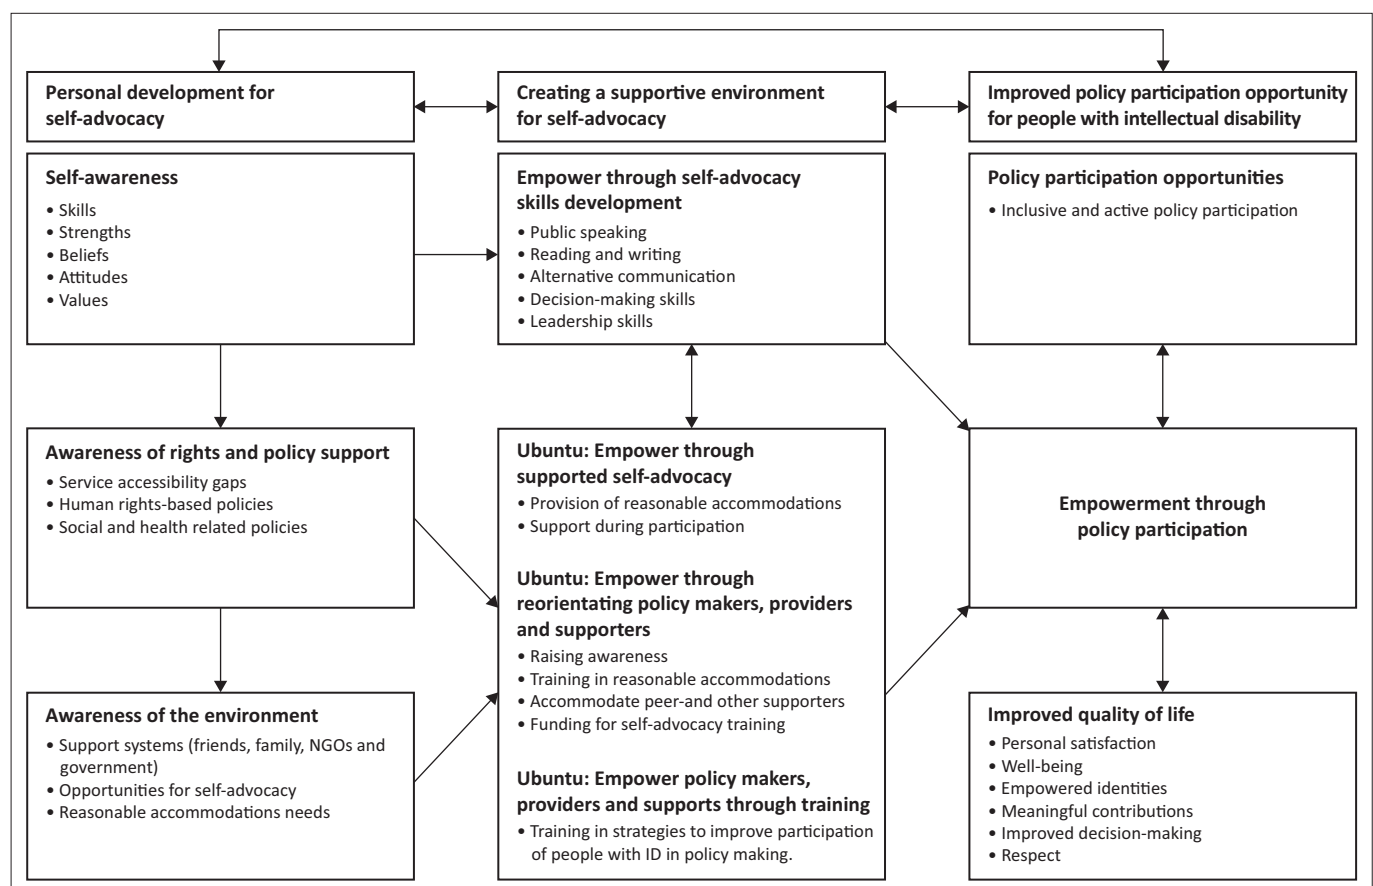 Personal development for
self-advocacy
Creating a supportive environment
for self-advocacy
Improved policy participation opportunity
for people with intellectual disability
Self-awareness
• Skills
• Strengths
• Beliefs
• Attitudes
• Values
Empower through self-advocacy
skills development
• Public speaking
• Reading and writing
• Alternative communication
• Decision-making skills
• Leadership skills
Policy participation opportunities
• Inclusive and active policy participation
Awareness of rights and policy support
• Service accessibility gaps
• Human rights-based policies
• Social and health related policies
Ubuntu: Empower through
supported self-advocacy
• Provision of reasonable accommodations
• Support during participation
Ubuntu: Empower through
reorientating policy makers, providers
and supporters
• Raising awareness
• Training in reasonable accommodations
• Accommodate peer-and other supporters
• Funding for self-advocacy training
Ubuntu: Empower policy makers,
providers and supports through training
• Training in strategies to improve participation
of people with ID in policy making.
Empowerment through
policy participation
Awareness of the environment
• Support systems (friends, family, NGOs and
government)
• Opportunities for self-advocacy
• Reasonable accommodations needs
Improved quality of life
• Personal satisfaction
• Well-being
• Empowered identities
• Meaningful contributions
• Improved decision-making
• Respect